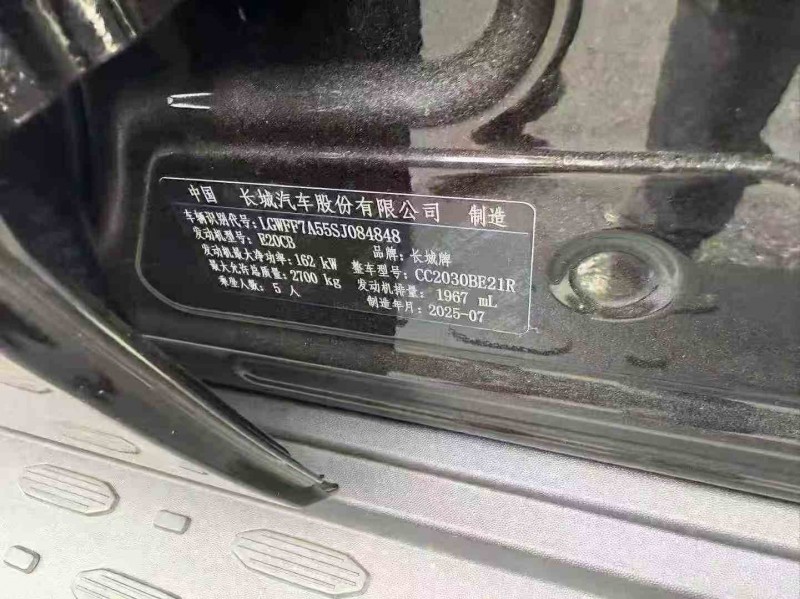 中国 长城汽车股份有限公司 制造
车辆识别代号:LGWFF7A55SJ084848
发动机型号:E20CB 品牌:长城牌
发动机最大净功率:162 kW 整车型号:CC2030BE21R
最大允许总质量:2700 kg 发动机排量:1967 mL
乘坐人数:5 人 制造年月:2025-07